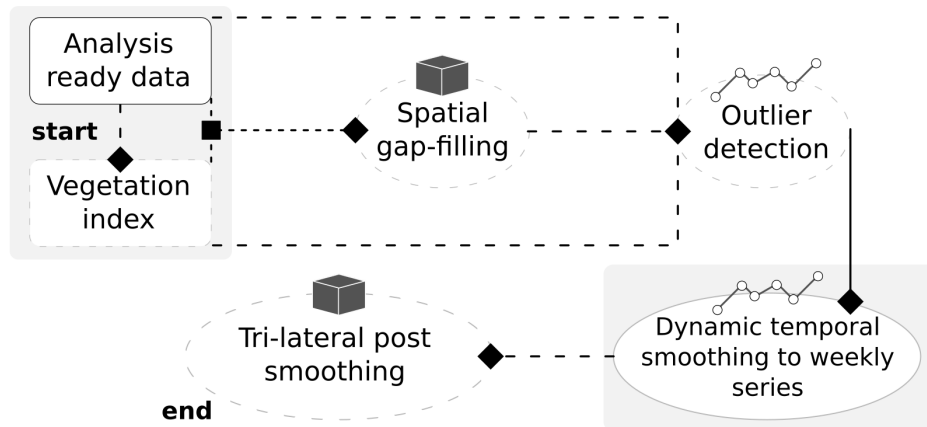 Analysis
ready data
start
Vegetation
index
Spatial
gap-filling
Outlier
detection
Tri-lateral post
smoothing
end
Dynamic temporal
smoothing to weekly
series